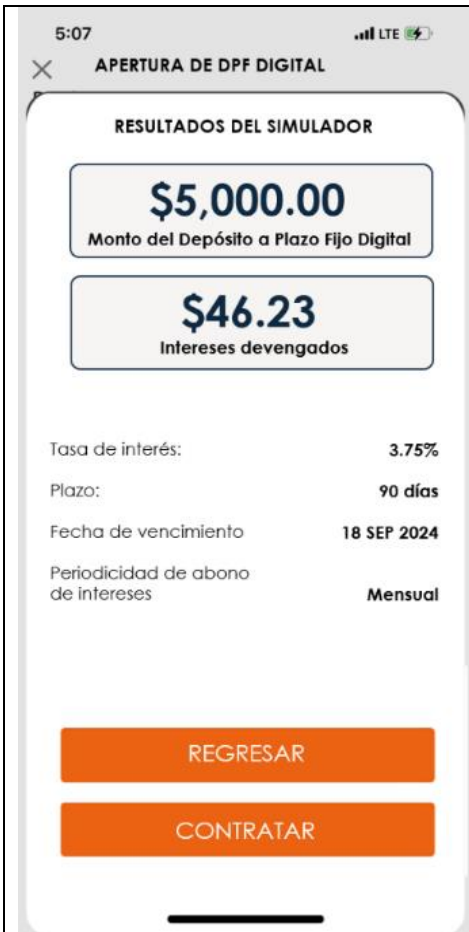 5:07
LTE
APERTURA DE DPF DIGITAL
RESULTADOS DEL SIMULADOR
$5,000.00
Monto del Depósito a Plazo Fijo Digital
$46.23
Intereses devengados
Tasa de interés: 3.75%
Plazo: 90 días
Fecha de vencimiento 18 SEP 2024
Periodicidad de abono
de intereses Mensual
REGRESAR
CONTRATAR